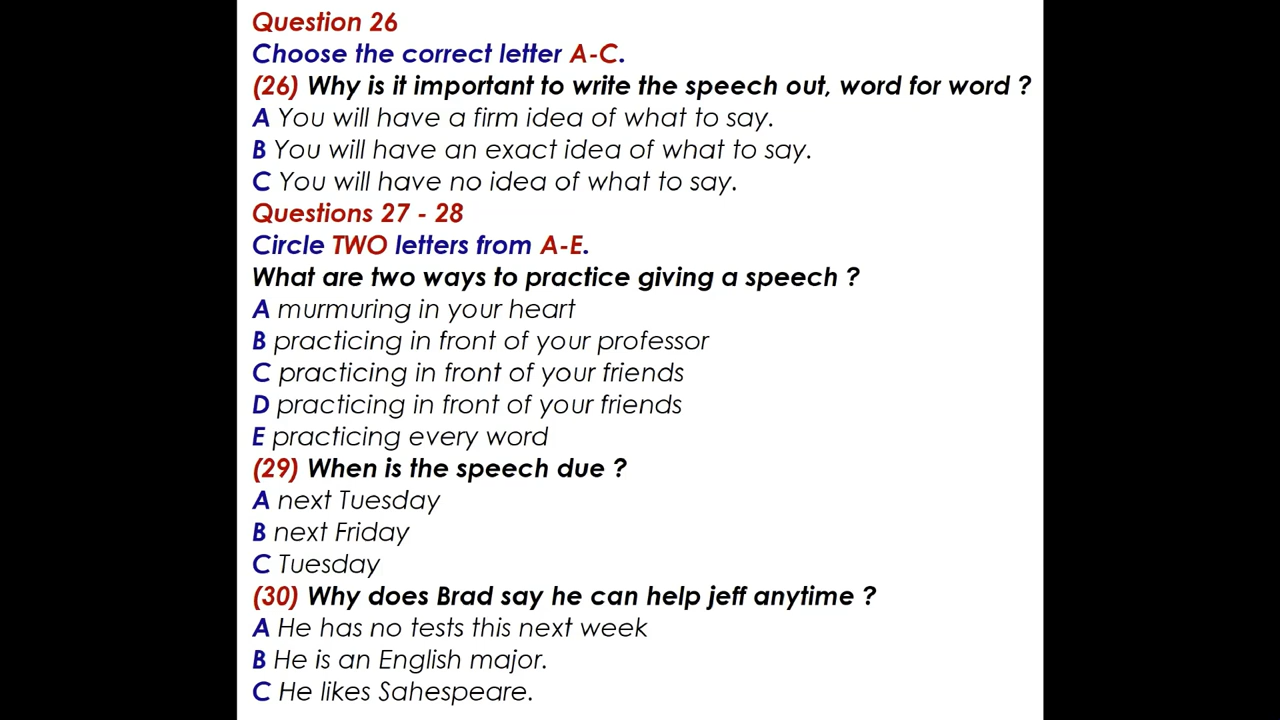 Question 26
Choose the correct letter A-C.
(26) Why is it important to write the speech out, word for word ?
A You will have a firm idea of what to say.
B You will have an exact idea of what to say.
C You will have no idea of what to say.
Questions 27 - 28
Circle TWO letters from A-E.
What are two ways to practice giving a speech ?
A murmuring in your heart
B practicing in front of your professor
C practicing in front of your friends
D practicing in front of your friends
E practicing every word
(29) When is the speech due ?
A next Tuesday
B next Friday
C Tuesday
(30) Why does Brad say he can help jeff anytime ?
A He has no tests this next week
B He is an English major.
C He likes Sahespeare.